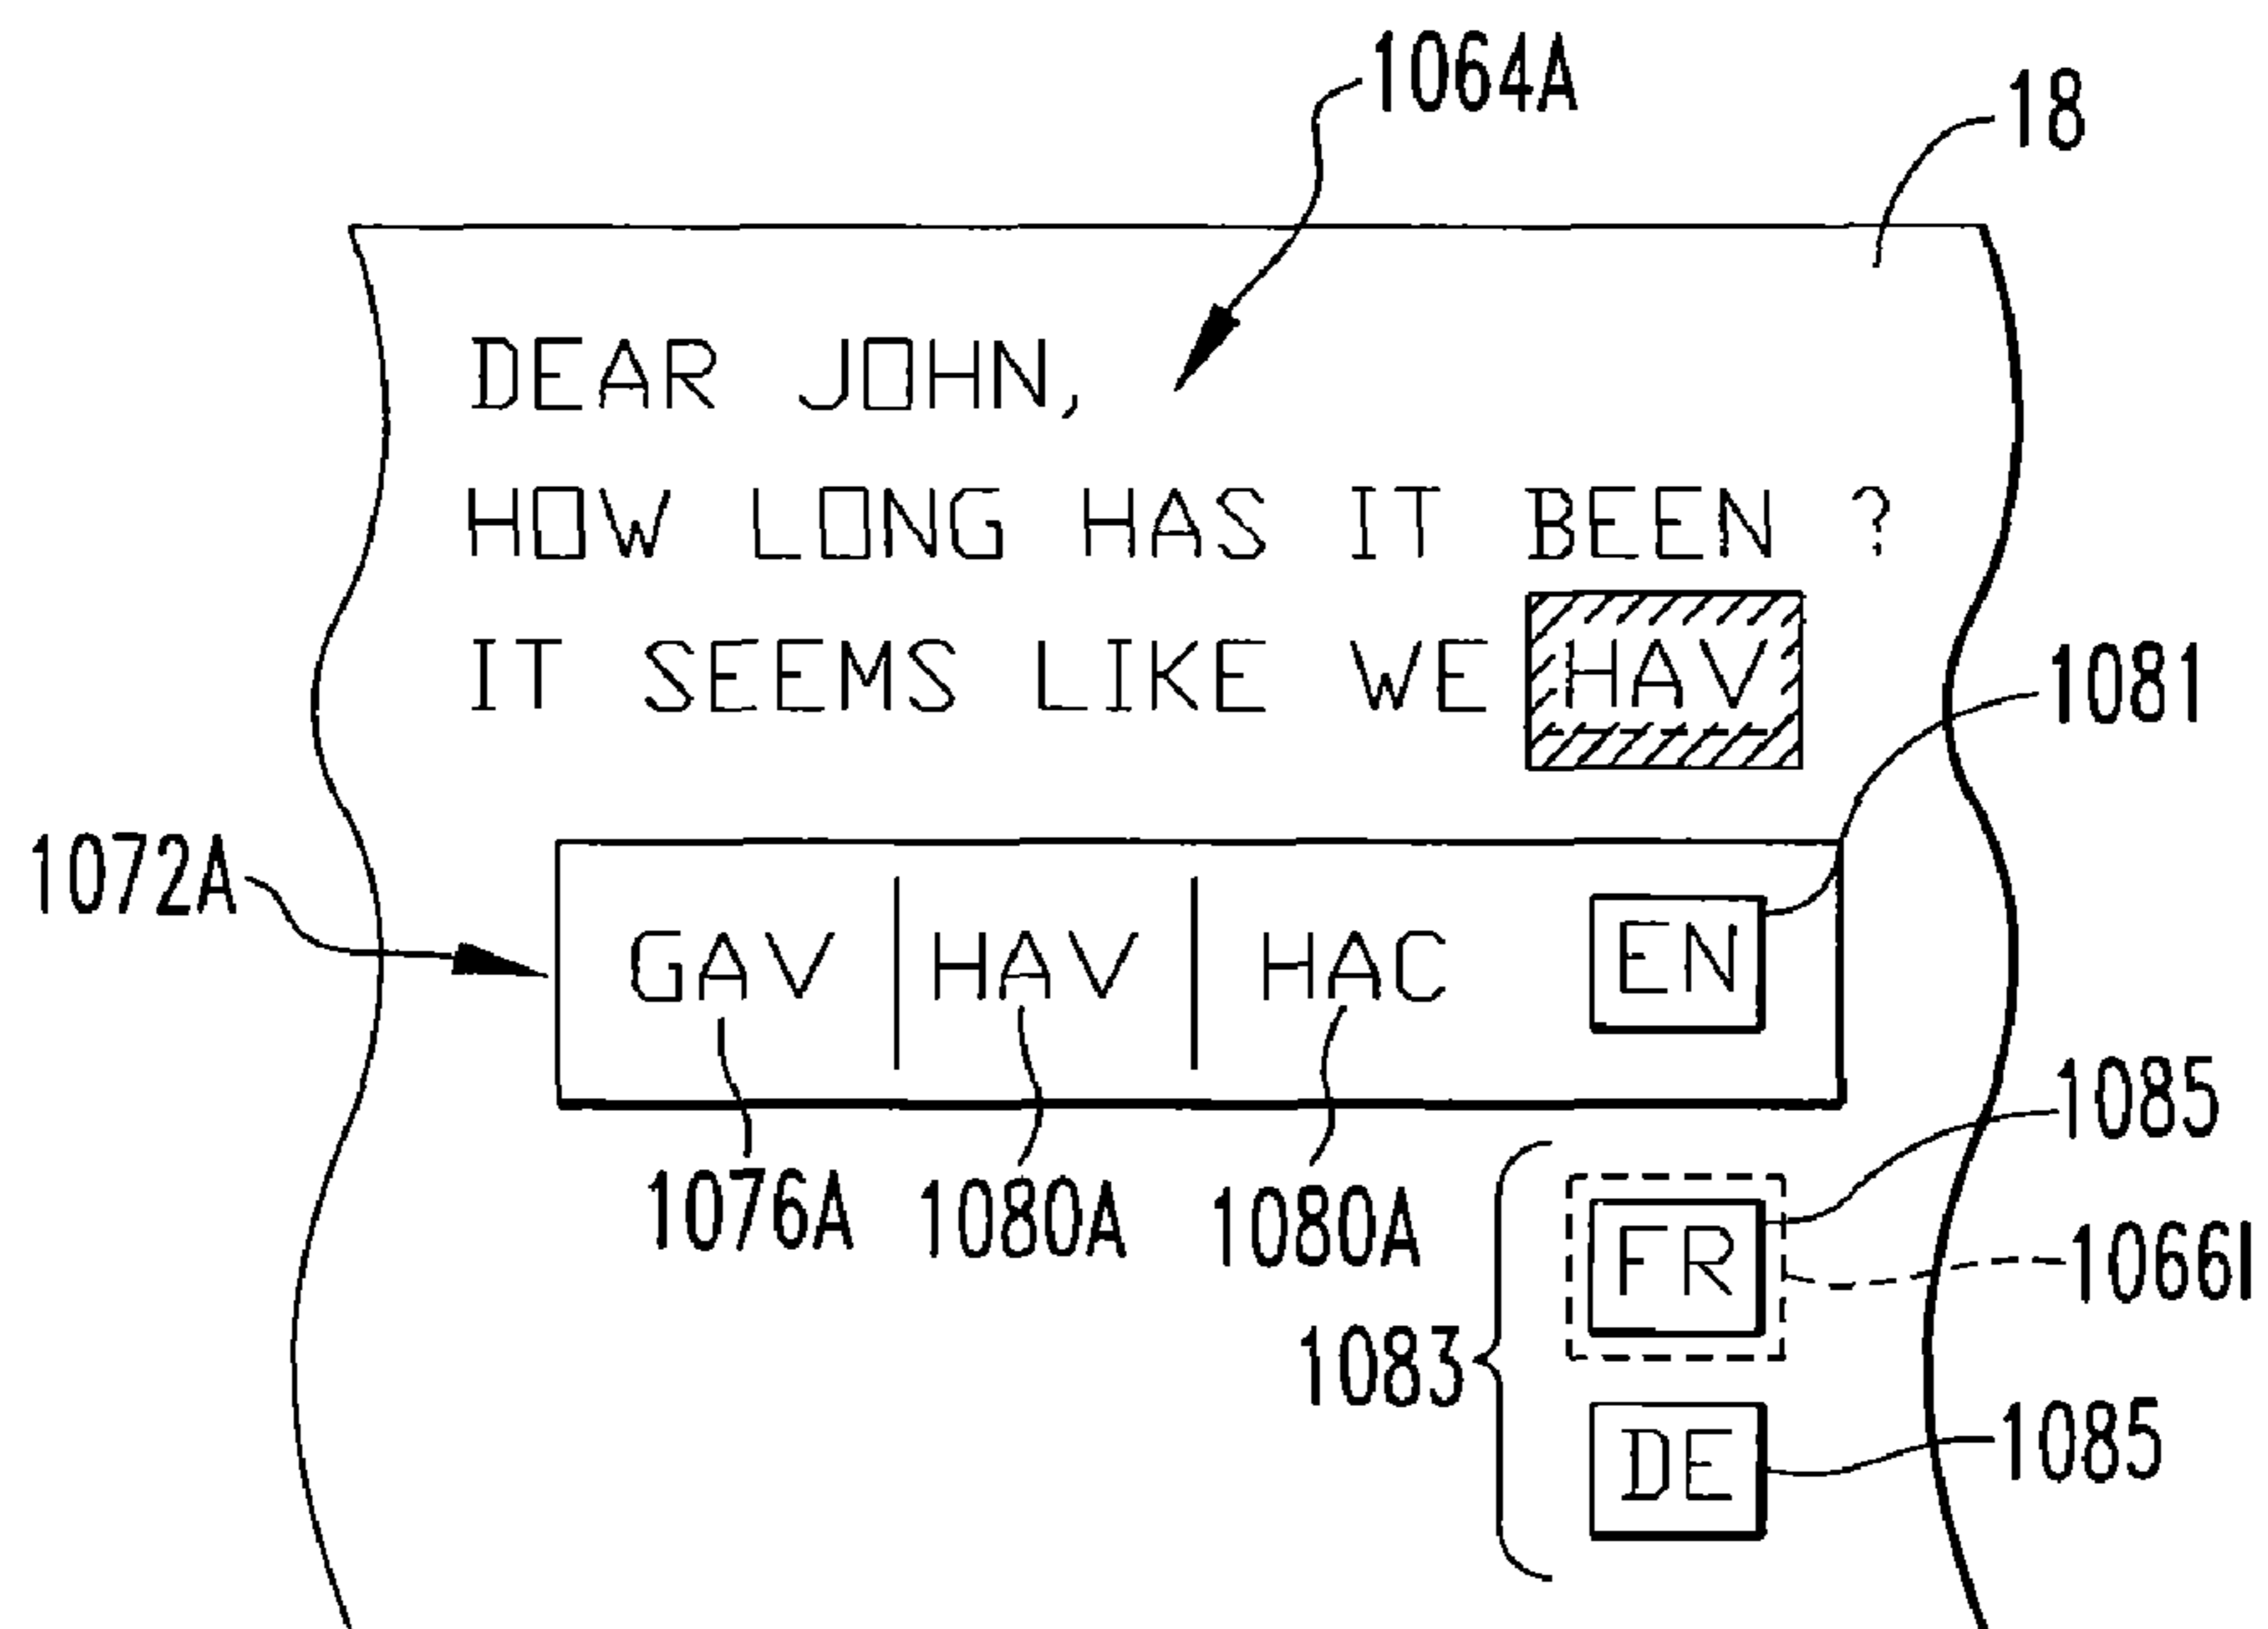 1064A
18
DEAR JOHN,
HOW LONG HAS IT BEEN ?
IT SEEMS LIKE WE HAV
1081
1072A
GAV HAV HAC EN
1085
1076A 1080A 1080A
FR
1066I
1083
DE
1085